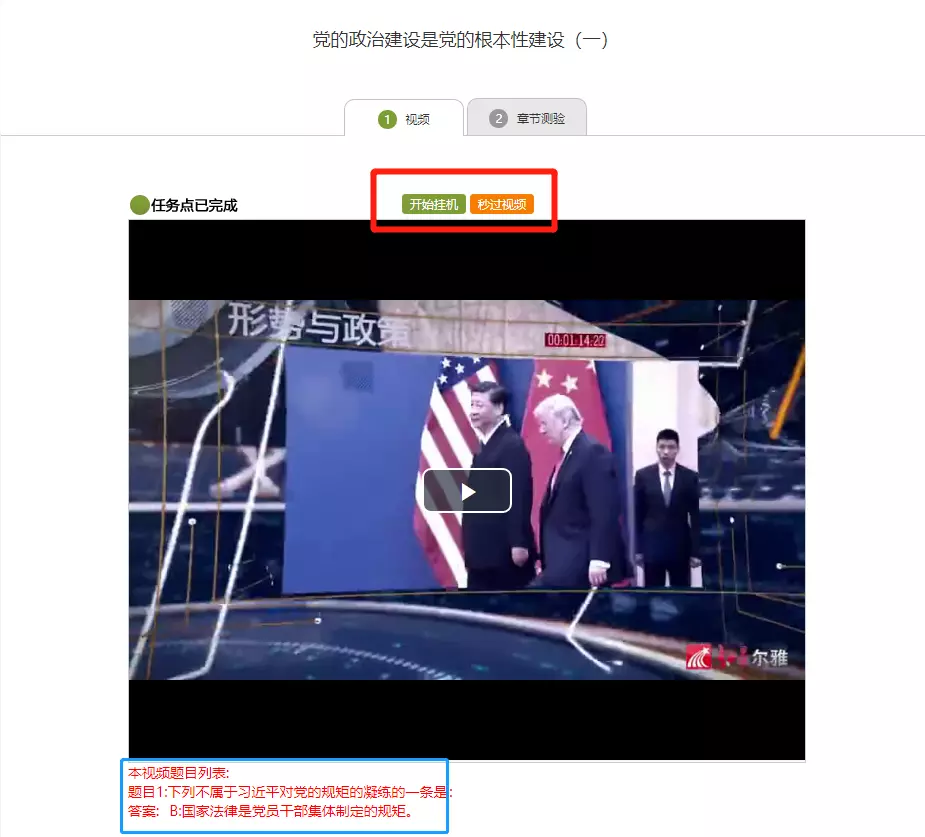 党的政治建设是党的根本性建设（一）
1 视频
2 章节测验
任务点已完成
开始挂机 秒过视频
形势与政策
00:01:14:22
尔雅
本视频题目列表:
题目1:下列不属于习近平对党的规矩的凝练的一条是:
答案: B:国家法律是党员干部集体制定的规矩。